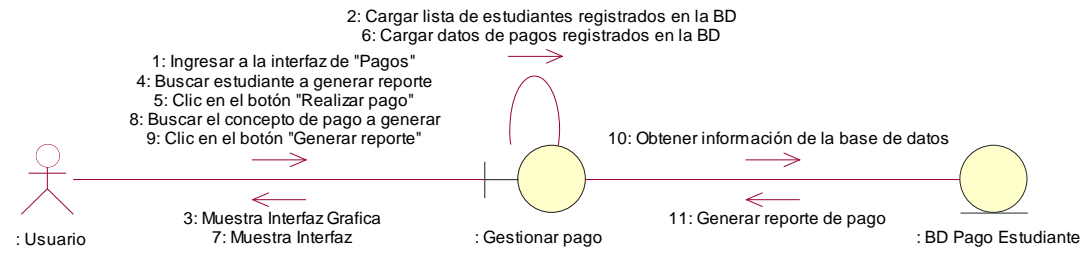 2: Cargar lista de estudiantes registrados en la BD
6: Cargar datos de pagos registrados en la BD
1: Ingresar a la interfaz de "Pagos"
4: Buscar estudiante a generar reporte
5: Clic en el botón "Realizar pago"
8: Buscar el concepto de pago a generar
9: Clic en el botón "Generar reporte"
10: Obtener información de la base de datos
3: Muestra Interfaz Grafica
7: Muestra Interfaz
11: Generar reporte de pago
: Usuario
: Gestionar pago
: BD Pago Estudiante